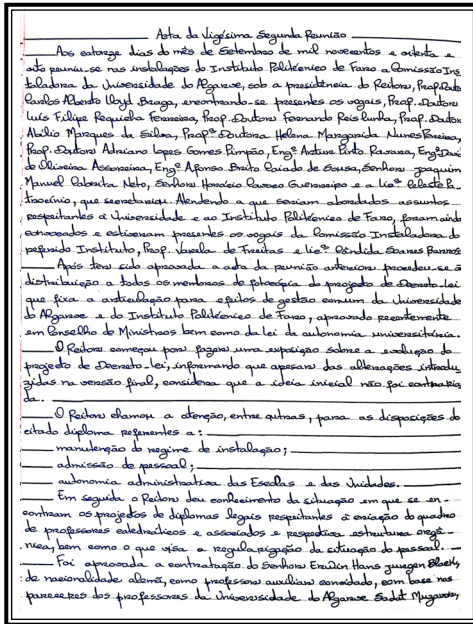 Acta da Vigésima Segunda Reunião
Aos catorze dias do mês de Setembro de mil novecentos e oitenta e
oito reuniu-se nas instalações do Instituto Politécnico de Faro a Comissão Ins
taladora da Universidade do Algarve, sob a presidência do Reitor, Prof. Doutor
Carlos Alberto Lloyd Braga, encontrando-se presentes os vogais, Prof. Doutor
Luís Filipe Requicha Ferreira, Prof. Doutor Fernando Reis Cunha, Prof. Doutor
Abílio Marques da Silva, Profª Doutora Helena Margarida Nunes Pereira,
Prof. Doutor Adriano Lopes Gomes Pimpão, Engº Artur Pinto Ravara, Engº David
de Oliveira Assoreira, Engº Afonso Brito Caiado de Sousa, Senhor Joaquim
Manuel Cabrita Neto, Senhor Horácio Cavaco Guerreiro e a Licª Celeste Pa
trocínio, que secretariou. Atendendo a que seriam abordados assuntos
respeitantes à Universidade e ao Instituto Politécnico de Faro, foram ainda
convocados e estiveram presentes os vogais da Comissão Instaladora do
referido Instituto, Prof. Varela de Freitas e Licª Cândida Soares Barros
Após ter sido aprovada a acta da reunião anterior procedeu-se à
distribuição a todos os membros de fotocópia do projecto de Decreto-Lei
que fixa a articulação para efeitos de gestão comum da Universidade
do Algarve e do Instituto Politécnico de Faro, aprovado recentemente
em Conselho de Ministros bem como da lei da autonomia universitária.
O Reitor começou por fazer uma exposição sobre a evolução do
projecto de Decreto-Lei, informando que apesar das alterações introdu
zidas na versão final, considera que a ideia inicial não foi contraria
da.
O Reitor chamou a atenção, entre outras, para as disposições do
citado diploma referentes a:
manutenção do regime de instalação;
admissão de pessoal;
autonomia administrativa das Escolas e das Unidades.
Em seguida o Reitor deu conhecimento da situação em que se en-
contram os projectos de diplomas legais respeitantes à criação do quadro
de professores catedráticos e associados e respectiva estrutura orgâ
nica, bem como o que visa a regularização da situação do pessoal.
Foi aprovada a contratação do Senhor Erwin Hans Juergen
de nacionalidade alemã, como professor auxiliar convidado, com base nos
pareceres dos professores da Universidade do Algarve Sadat